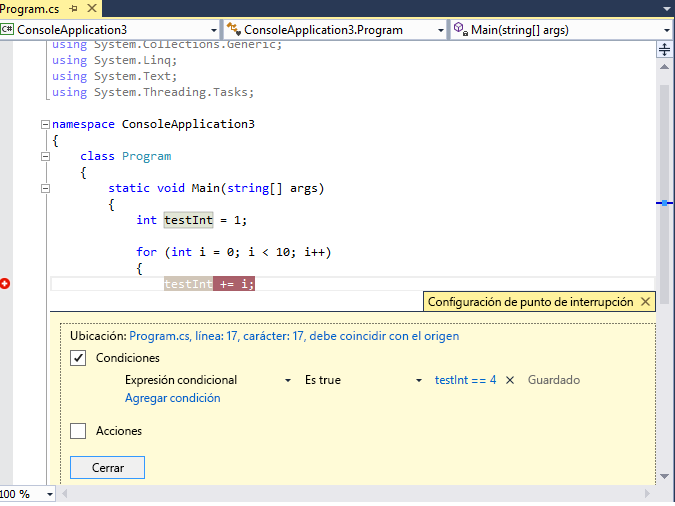 Program.cs
C# ConsoleApplication3
ConsoleApplication3.Program
Main(string[] args)
using System.Collections.Generic;
using System.Linq;
using System.Text;
using System.Threading.Tasks;
namespace ConsoleApplication3
{
class Program
{
static void Main(string[] args)
{
int testInt = 1;
for (int i = 0; i < 10; i++)
{
testInt += i;
Configuración de punto de interrupción
Ubicación: Program.cs, línea: 17, carácter: 17, debe coincidir con el origen
Condiciones
Expresión condicional Es true testInt == 4 Guardado
Agregar condición
Acciones
Cerrar
100 %